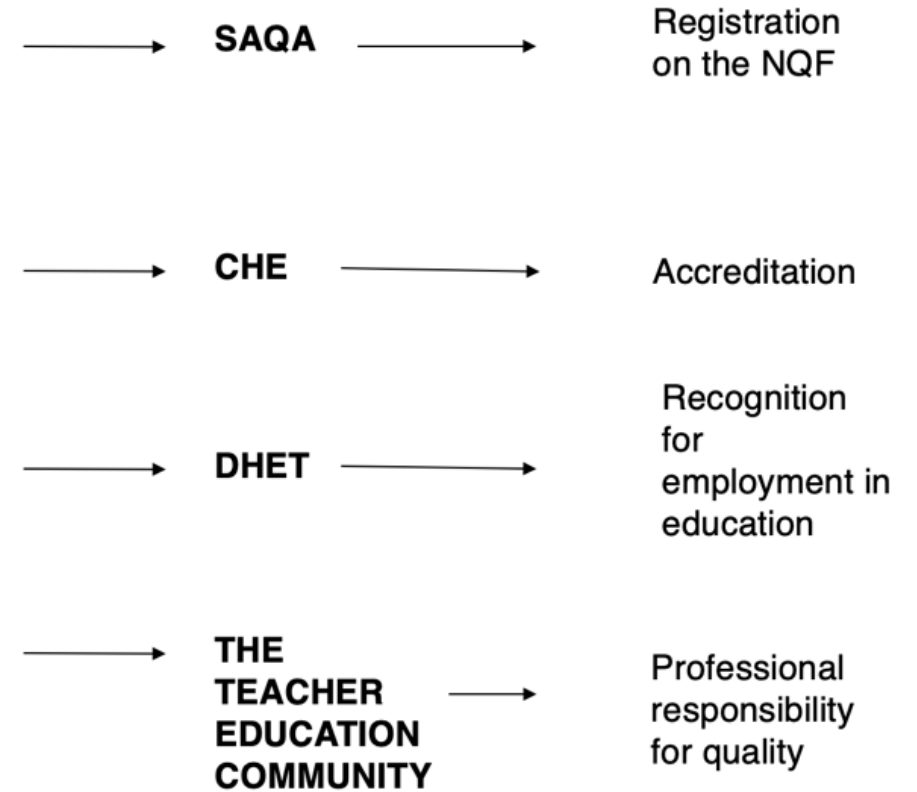 SAQA
Registration
on the NQF
CHE
Accreditation
DHET
Recognition
for
employment in
education
THE
TEACHER
EDUCATION
COMMUNITY
Professional
responsibility
for quality